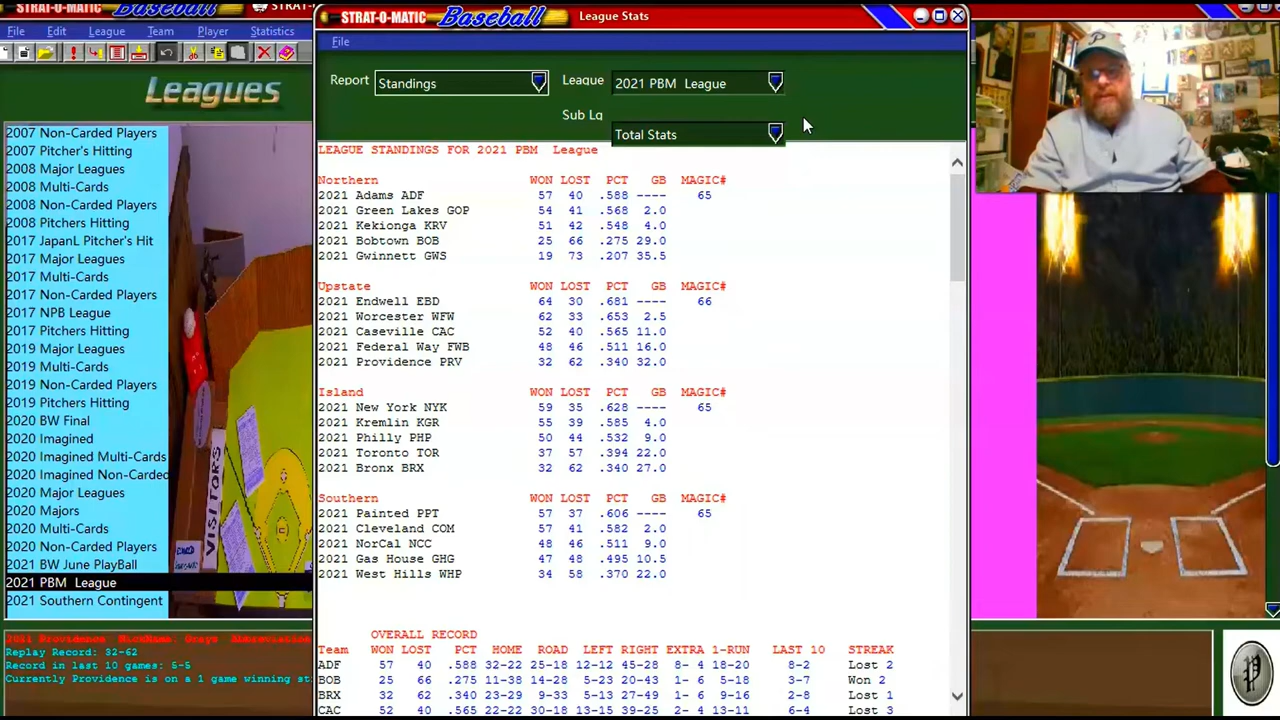 STRAT-O-MATIC Baseball League Stats
File Edit League Team Player Statistics
File
Leagues
Report Standings League 2021 PBM League
Sub Lg Total Stats
2007 Non-Carded Players
2007 Pitcher's Hitting
2008 Major Leagues
2008 Multi-Cards
2008 Non-Carded Players
2008 Pitchers Hitting
2017 JapanL Pitcher's Hit
2017 Major Leagues
2017 Multi-Cards
2017 Non-Carded Players
2017 NPB League
2017 Pitchers Hitting
2019 Major Leagues
2019 Multi-Cards
2019 Non-Carded Players
2019 Pitchers Hitting
2020 BW Final
2020 Imagined
2020 Imagined Multi-Cards
2020 Imagined Non-Carded
2020 Major Leagues
2020 Majors
2020 Multi-Cards
2020 Non-Carded Players
2020 Pitchers Hitting
2021 BW June PlayBall
2021 PBM League
2021 Southern Contingent
VISITORS
LEAGUE STANDINGS FOR 2021 PBM League
Northern WON LOST PCT GB MAGIC#
2021 Adams ADF 57 40 .588 ---- 65
2021 Green Lakes GOP 54 41 .568 2.0
2021 Kekionga KRV 51 42 .548 4.0
2021 Bobtown BOB 25 66 .275 29.0
2021 Gwinnett GWS 19 73 .207 35.5
Upstate WON LOST PCT GB MAGIC#
2021 Endwell EBD 64 30 .681 ---- 66
2021 Worcester WFW 62 33 .653 2.5
2021 Caseville CAC 52 40 .565 11.0
2021 Federal Way FWB 48 46 .511 16.0
2021 Providence PRV 32 62 .340 32.0
Island WON LOST PCT GB MAGIC#
2021 New York NYK 59 35 .628 ---- 65
2021 Kremlin KGR 55 39 .585 4.0
2021 Philly PHP 50 44 .532 9.0
2021 Toronto TOR 37 57 .394 22.0
2021 Bronx BRX 32 62 .340 27.0
Southern WON LOST PCT GB MAGIC#
2021 Painted PPT 57 37 .606 ---- 65
2021 Cleveland COM 57 41 .582 2.0
2021 NorCal NCC 48 46 .511 9.0
2021 Gas House GHG 47 48 .495 10.5
2021 West Hills WHP 34 58 .370 22.0
OVERALL RECORD
Team WON LOST PCT HOME ROAD LEFT RIGHT EXTRA 1-RUN LAST 10 STREAK
ADF 57 40 .588 32-22 25-18 12-12 45-28 8- 4 18-20 8-2 Lost 2
BOB 25 66 .275 11-38 14-28 5-23 20-43 1- 6 5-18 3-7 Won 2
BRX 32 62 .340 23-29 9-33 5-13 27-49 1- 6 9-16 2-8 Lost 1
CAC 52 40 .565 22-22 30-18 13-15 39-25 2- 4 13-11 6-4 Lost 3
2021 Providence NickName: Grays Abbreviation
Replay Record: 32-62
Record in last 10 games: 5-5
Currently Providence is on a 1 game winning st
P